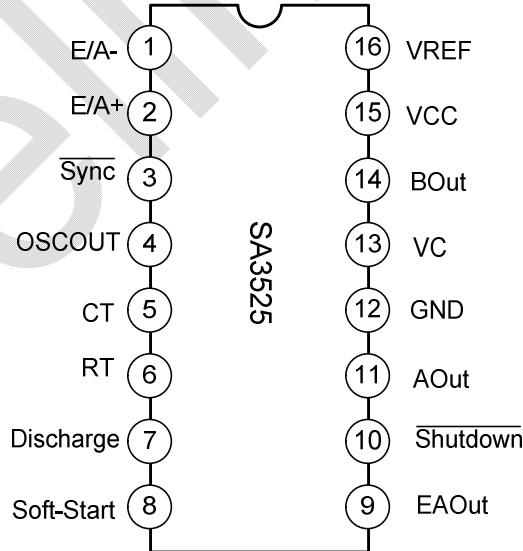 E/A- 1 16 VREF
E/A+ 2 15 VCC
Sync 3 14 BOut
OSCOUT 4 13 VC
SA3525
CT 5 12 GND
RT 6 11 AOut
Discharge 7 10 Shutdown
Soft-Start 8 9 EAOut